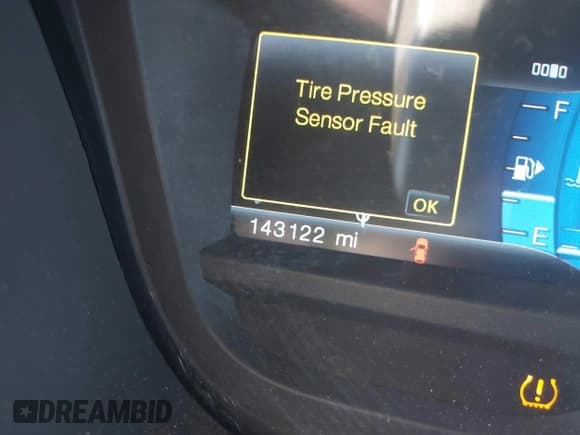 Tire Pressure
Sensor Fault
OK
F
E
143122 mi
DREAMBID